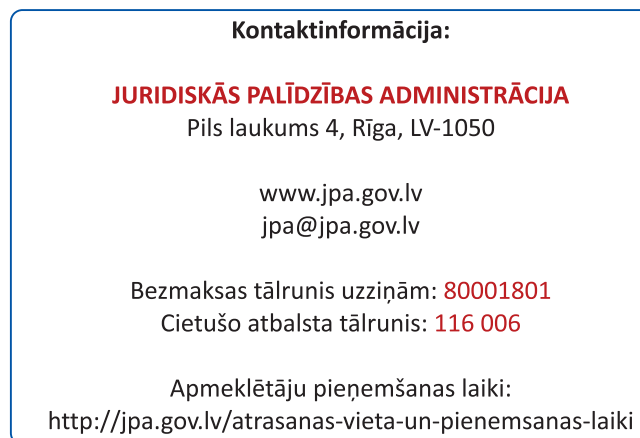 Kontaktinformācija:
JURIDISKĀS PALĪDZĪBAS ADMINISTRĀCIJA
Pils laukums 4, Rīga, LV-1050
www.jpa.gov.lv
jpa@jpa.gov.lv
Bezmaksas tālrunis uzziņām: 80001801
Cietušo atbalsta tālrunis: 116 006
Apmeklētāju pieņemšanas laiki:
http://jpa.gov.lv/atrasanas-vieta-un-pienemsanas-laiki